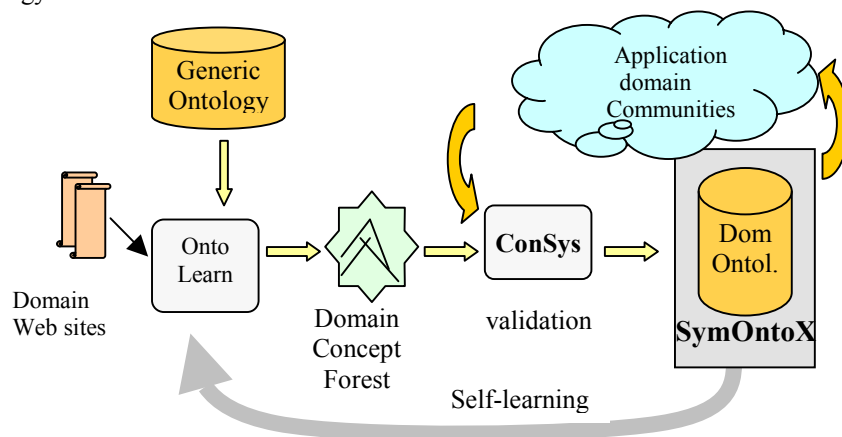 Generic
Ontology
Application
domain
Communities
Onto
Learn
ConSys
Dom
Ontol.
SymOntoX
Domain
Web sites
Domain
Concept
Forest
validation
Self-learning